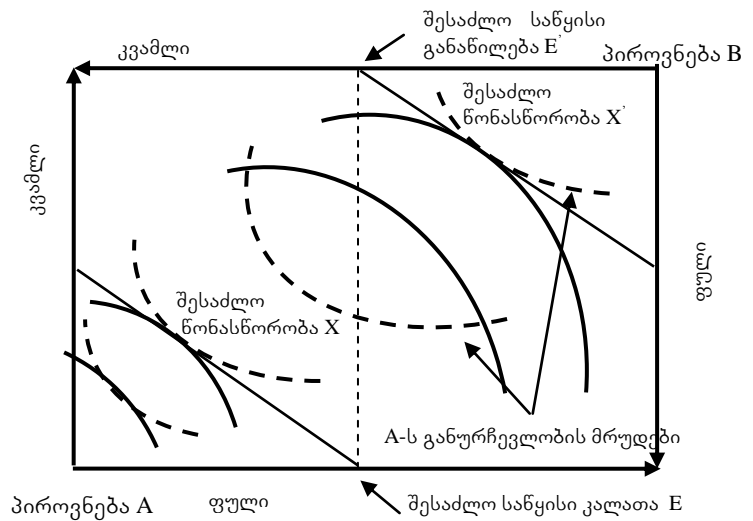 შესაძლო საწყისი
განაწილება E'
კვამლი
პიროვნება B
შესაძლო
წონასწორობა X'
კვამლი
ფული
შესაძლო
წონასწორობა X
A-ს განურჩევლობის მრუდები
პიროვნება A
ფული
შესაძლო საწყისი კალათა E